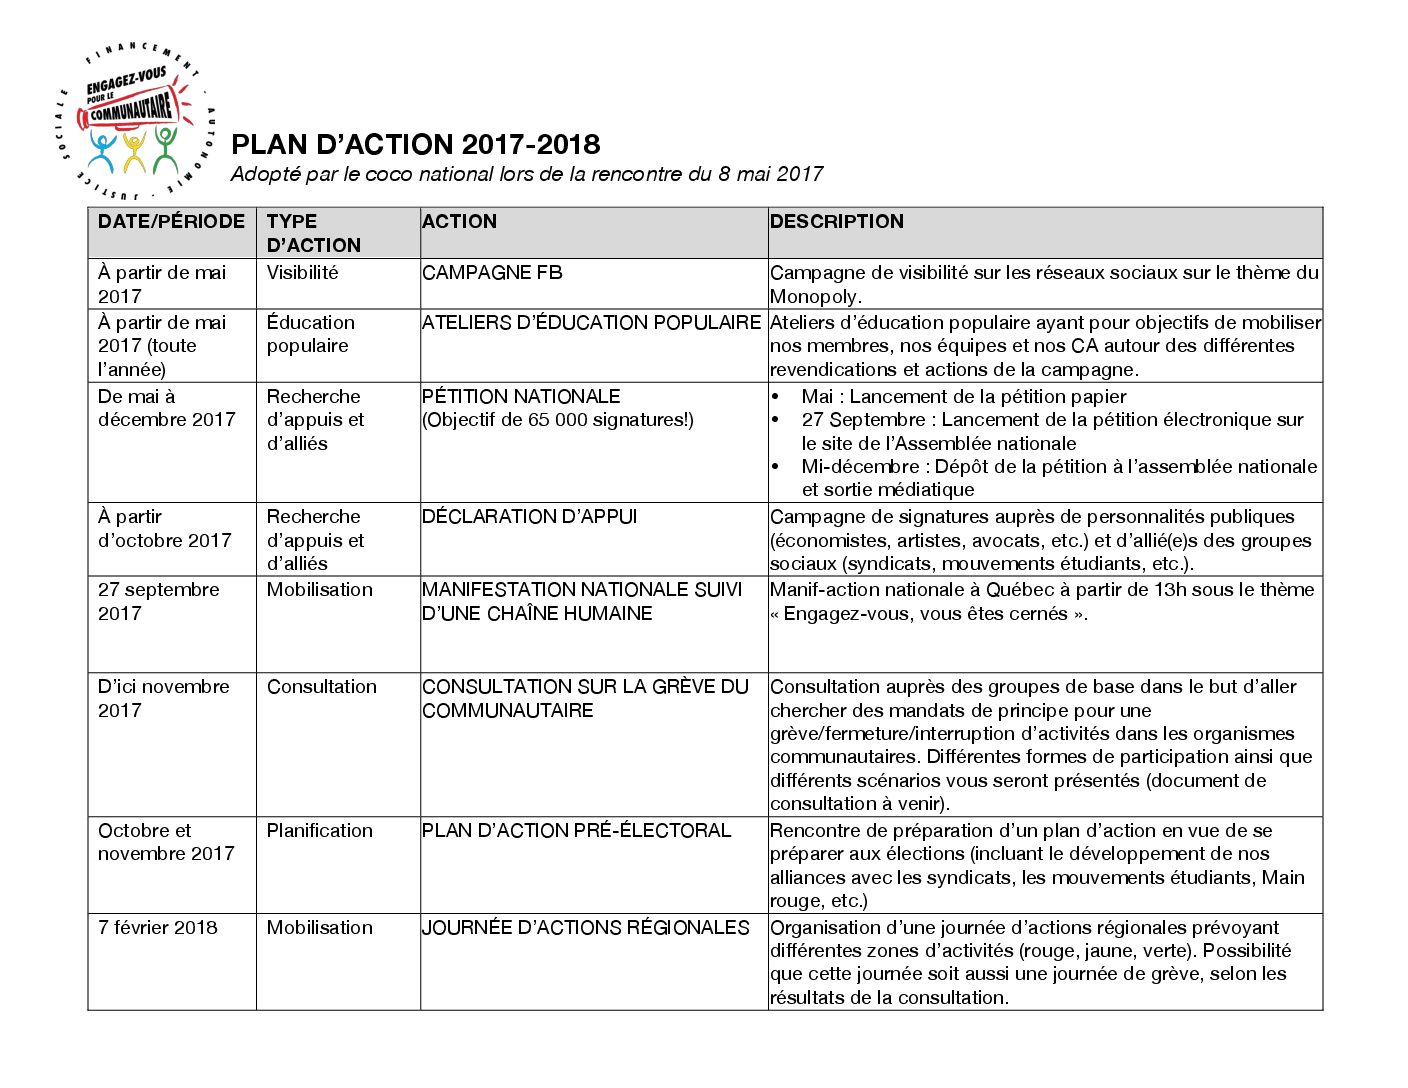 FINANCEMENT · AUTONOMIE · JUSTICE SOCIALE
ENGAGEZ-VOUS
POUR LE
COMMUNAUTAIRE
PLAN D’ACTION 2017-2018
Adopté par le coco national lors de la rencontre du 8 mai 2017
DATE/PÉRIODE TYPE D’ACTION ACTION DESCRIPTION
À partir de mai
2017
Visibilité
CAMPAGNE FB
Campagne de visibilité sur les réseaux sociaux sur le thème du
Monopoly.
À partir de mai
2017 (toute
l’année)
Éducation
populaire
ATELIERS D’ÉDUCATION POPULAIRE
Ateliers d’éducation populaire ayant pour objectifs de mobiliser
nos membres, nos équipes et nos CA autour des différentes
revendications et actions de la campagne.
De mai à
décembre 2017
Recherche
d’appuis et
d’alliés
PÉTITION NATIONALE
(Objectif de 65 000 signatures!)
• Mai : Lancement de la pétition papier
• 27 Septembre : Lancement de la pétition électronique sur
le site de l’Assemblée nationale
• Mi-décembre : Dépôt de la pétition à l’assemblée nationale
et sortie médiatique
À partir
d’octobre 2017
Recherche
d’appuis et
d’alliés
DÉCLARATION D’APPUI
Campagne de signatures auprès de personnalités publiques
(économistes, artistes, avocats, etc.) et d’allié(e)s des groupes
sociaux (syndicats, mouvements étudiants, etc.).
27 septembre
2017
Mobilisation
MANIFESTATION NATIONALE SUIVI
D’UNE CHAÎNE HUMAINE
Manif-action nationale à Québec à partir de 13h sous le thème
« Engagez-vous, vous êtes cernés ».
D’ici novembre
2017
Consultation
CONSULTATION SUR LA GRÈVE DU
COMMUNAUTAIRE
Consultation auprès des groupes de base dans le but d’aller
chercher des mandats de principe pour une
grève/fermeture/interruption d’activités dans les organismes
communautaires. Différentes formes de participation ainsi que
différents scénarios vous seront présentés (document de
consultation à venir).
Octobre et
novembre 2017
Planification
PLAN D’ACTION PRÉ-ÉLECTORAL
Rencontre de préparation d’un plan d’action en vue de se
préparer aux élections (incluant le développement de nos
alliances avec les syndicats, les mouvements étudiants, Main
rouge, etc.)
7 février 2018
Mobilisation
JOURNÉE D’ACTIONS RÉGIONALES
Organisation d’une journée d’actions régionales prévoyant
différentes zones d’activités (rouge, jaune, verte). Possibilité
que cette journée soit aussi une journée de grève, selon les
résultats de la consultation.